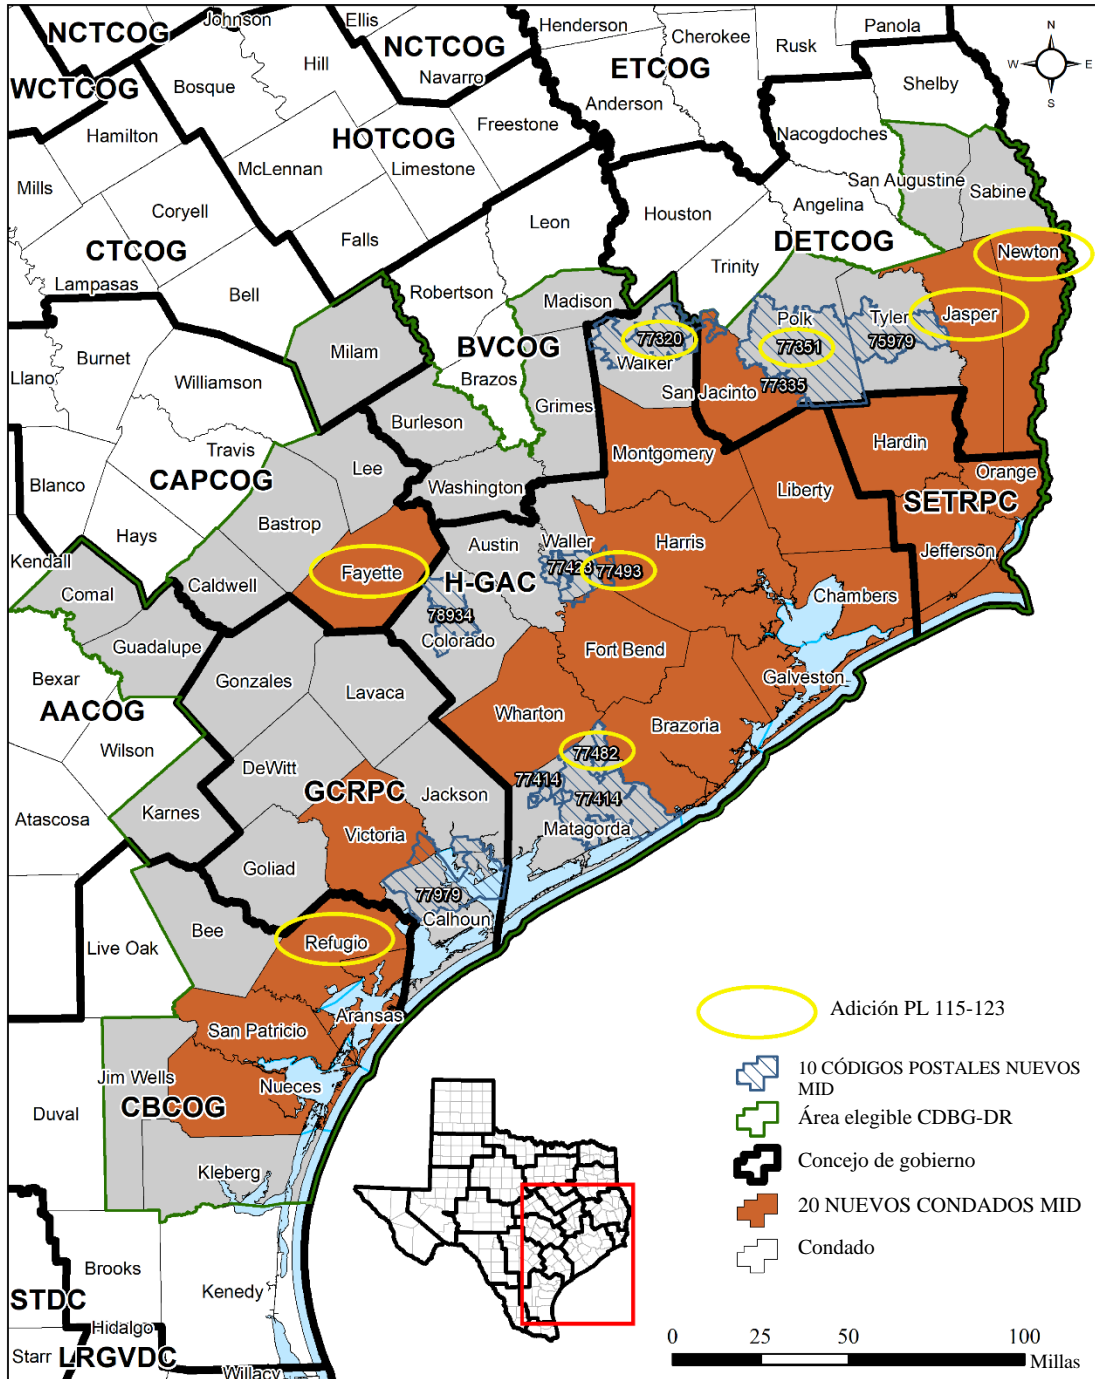 Johnson
Ellis
Henderson
Cherokee
Panola
NCTCOG
NCTCOG
Rusk
N
Hill
ETCOG
W
E
S
WCTCOG
Bosque
Navarro
Shelby
Anderson
Hamilton
HOTCOG
Freestone
Nacogdoches
McLennan
Limestone
San Augustine
Sabine
Mills
Coryell
Leon
Houston
Angelina
CTCOG
Falls
DETCOG
Newton
Trinity
Lampasas
Bell
Robertson
Madison
Polk
Tyler
Jasper
77320
77351
75979
Milam
BVCOG
Burnet
Walker
Llano
Williamson
Brazos
San Jacinto
77335
Grimes
Burleson
Travis
Montgomery
Hardin
Lee
CAPCOG
Blanco
Washington
Liberty
Orange
SETRPC
Bastrop
Hays
Austin
Waller
Harris
Jefferson
Kendall
Fayette
H-GAC
77423
77493
Caldwell
Comal
Chambers
78934
Colorado
Guadalupe
Fort Bend
Bexar
Gonzales
Lavaca
Galveston
AACOG
Wharton
Brazoria
Wilson
77482
DeWitt
77414
GCRPC
Jackson
77414
Karnes
Atascosa
Victoria
Matagorda
Goliad
77979
Calhoun
Bee
Live Oak
Refugio
Adición PL 115-123
Aransas
San Patricio
10 CÓDIGOS POSTALES NUEVOS
MID
Jim Wells
Nueces
CBCOG
Duval
Área elegible CDBG-DR
Concejo de gobierno
Kleberg
20 NUEVOS CONDADOS MID
Condado
Brooks
Kenedy
STDC
Hidalgo
Starr
LRGVDC
Willacy
0
25
50
100
Millas